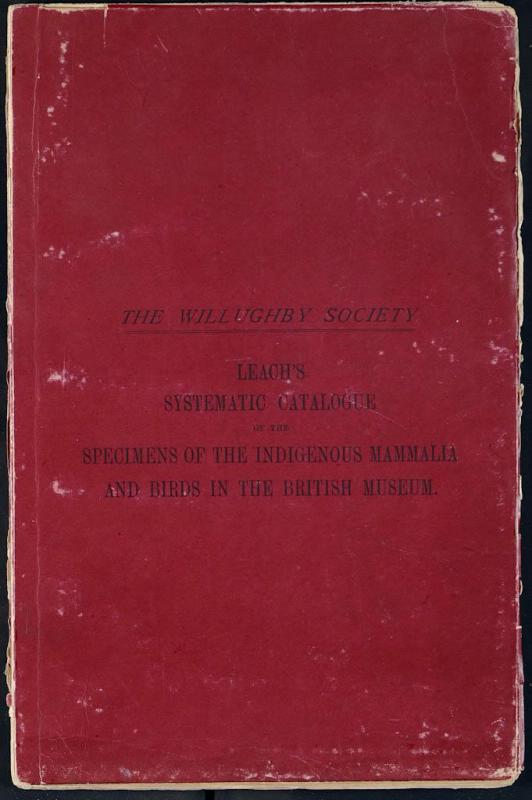 THE WILLUGHBY SOCIETY
LEACH'S
SYSTEMATIC CATALOGUE
OF THE
SPECIMENS OF THE INDIGENOUS MAMMALIA
AND BIRDS IN THE BRITISH MUSEUM.